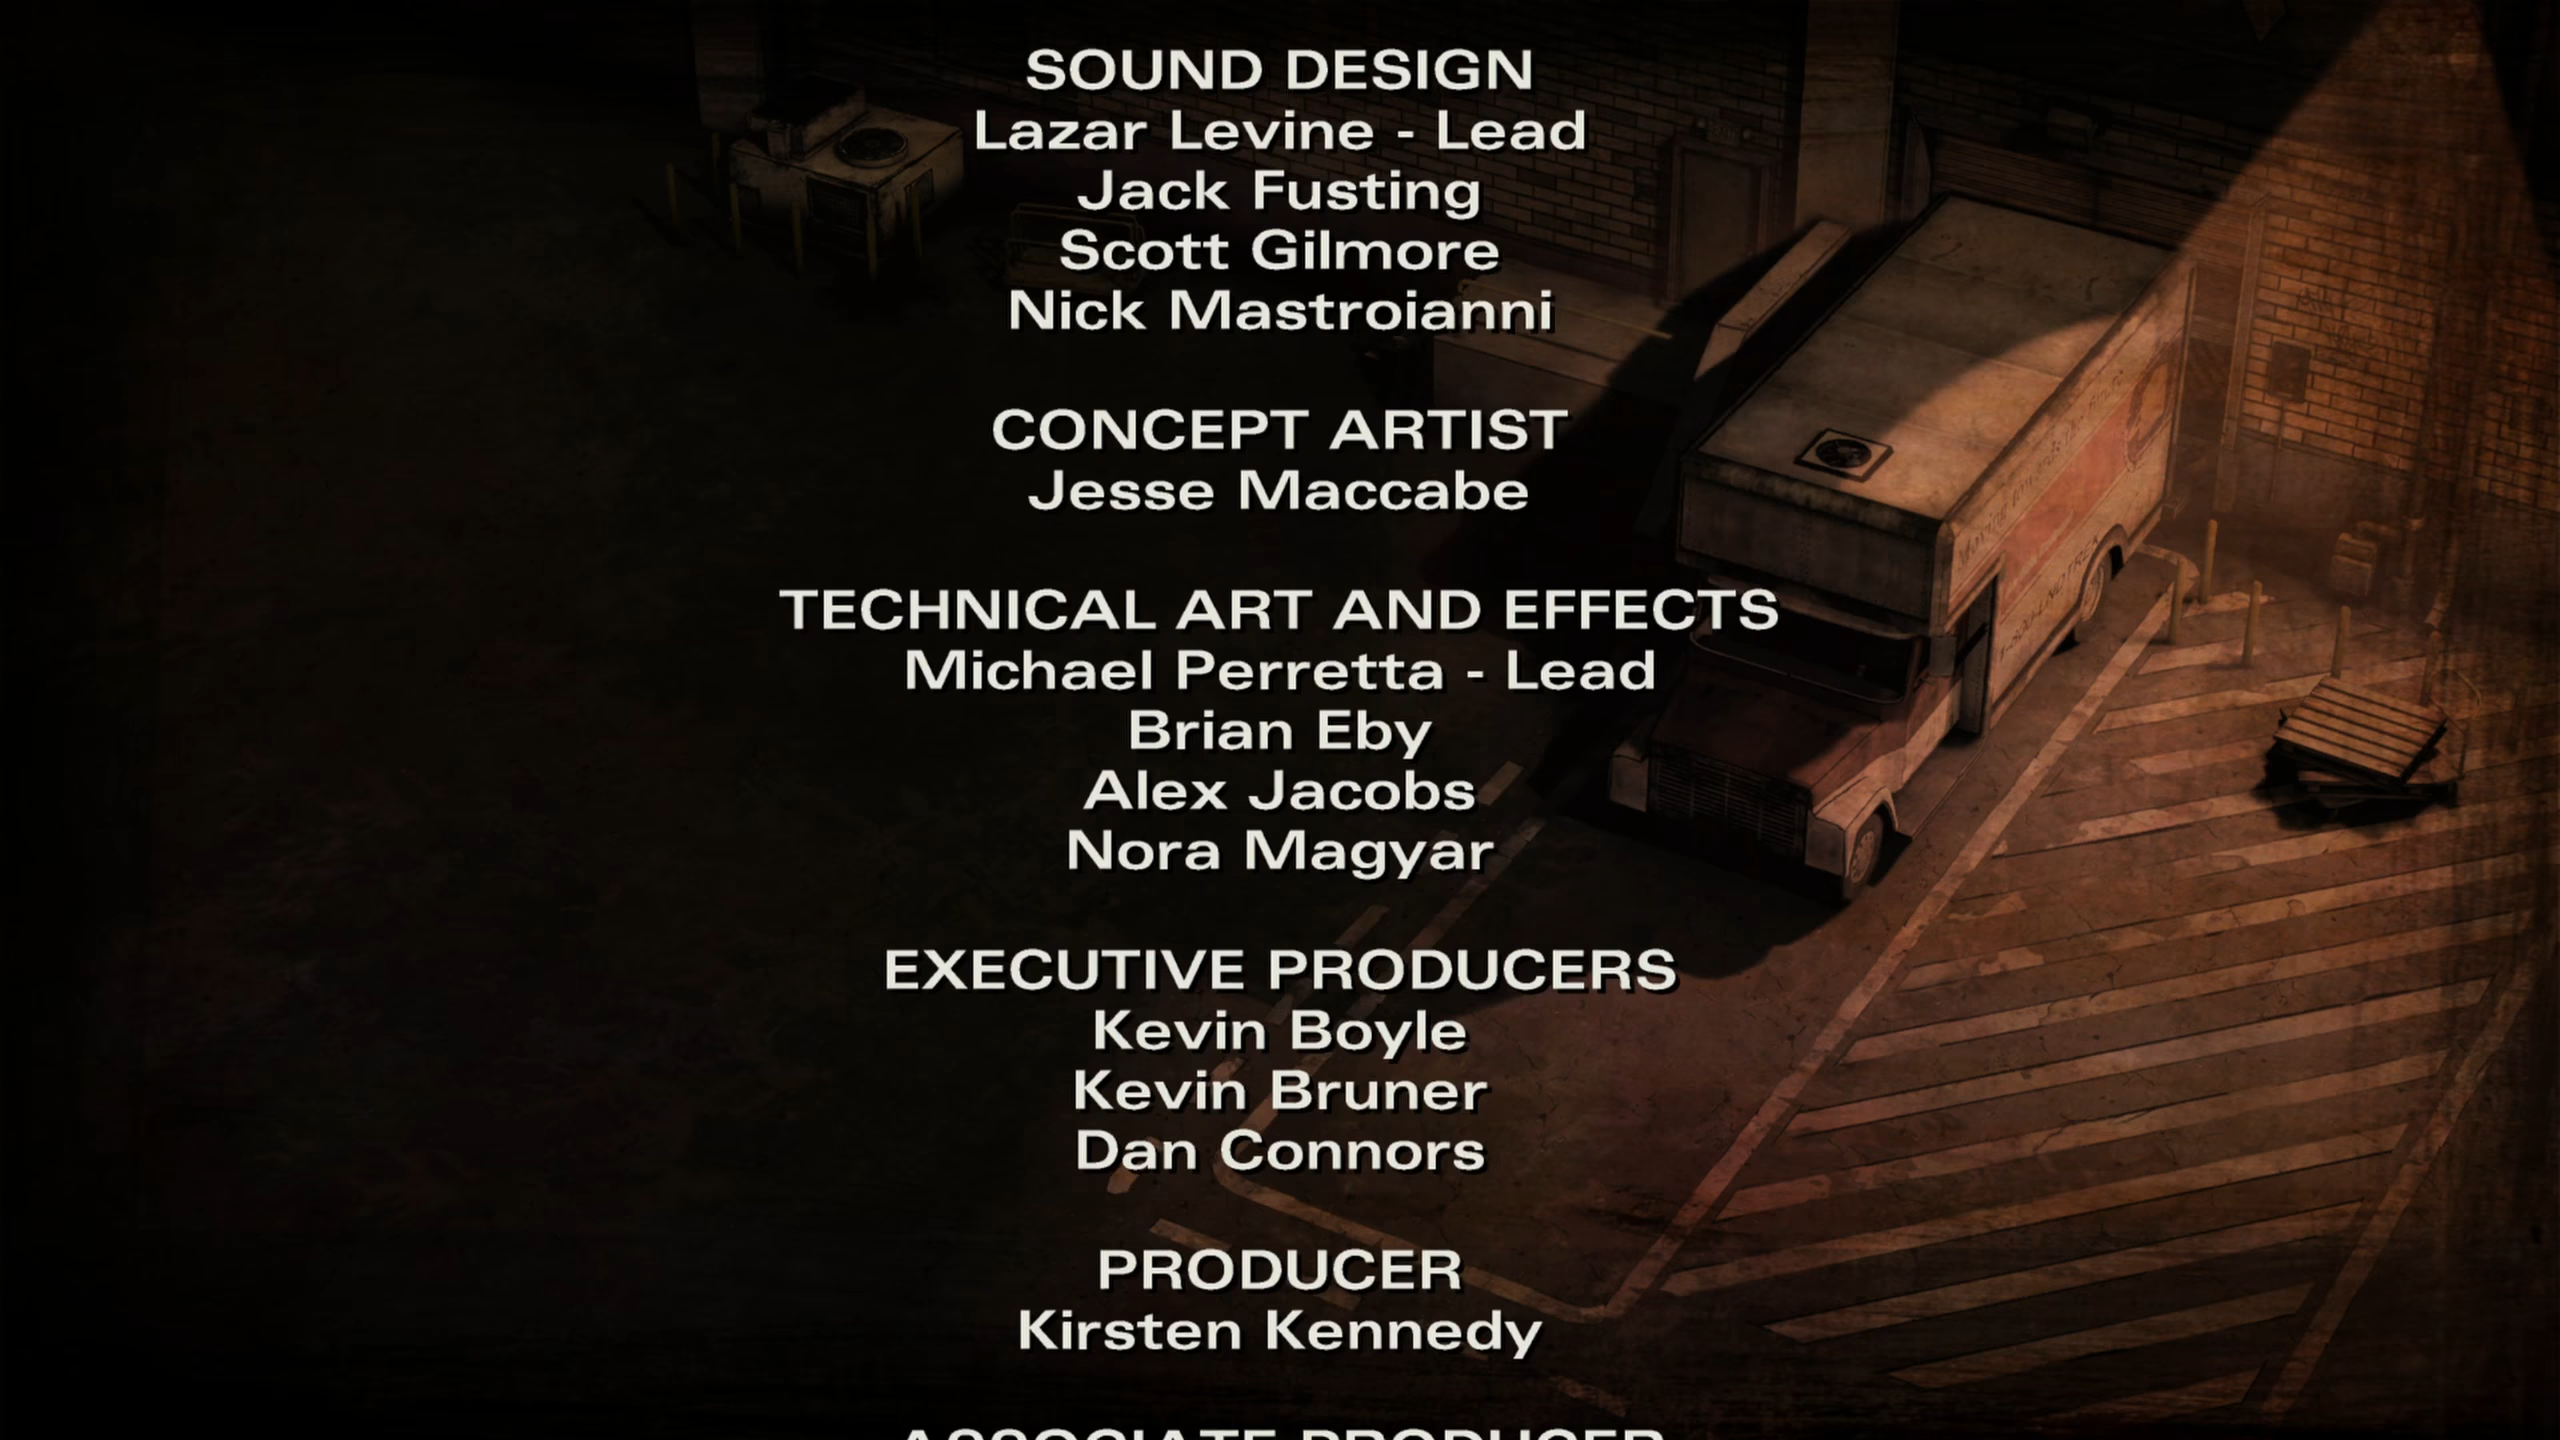 SOUND DESIGN
Lazar Levine - Lead
Jack Fusting
Scott Gilmore
Nick Mastroianni
CONCEPT ARTIST
Jesse Maccabe
TECHNICAL ART AND EFFECTS
Michael Perretta - Lead
Brian Eby
Alex Jacobs
Nora Magyar
EXECUTIVE PRODUCERS
Kevin Boyle
Kevin Bruner
Dan Connors
PRODUCER
Kirsten Kennedy
ASSOCIATE PRODUCER